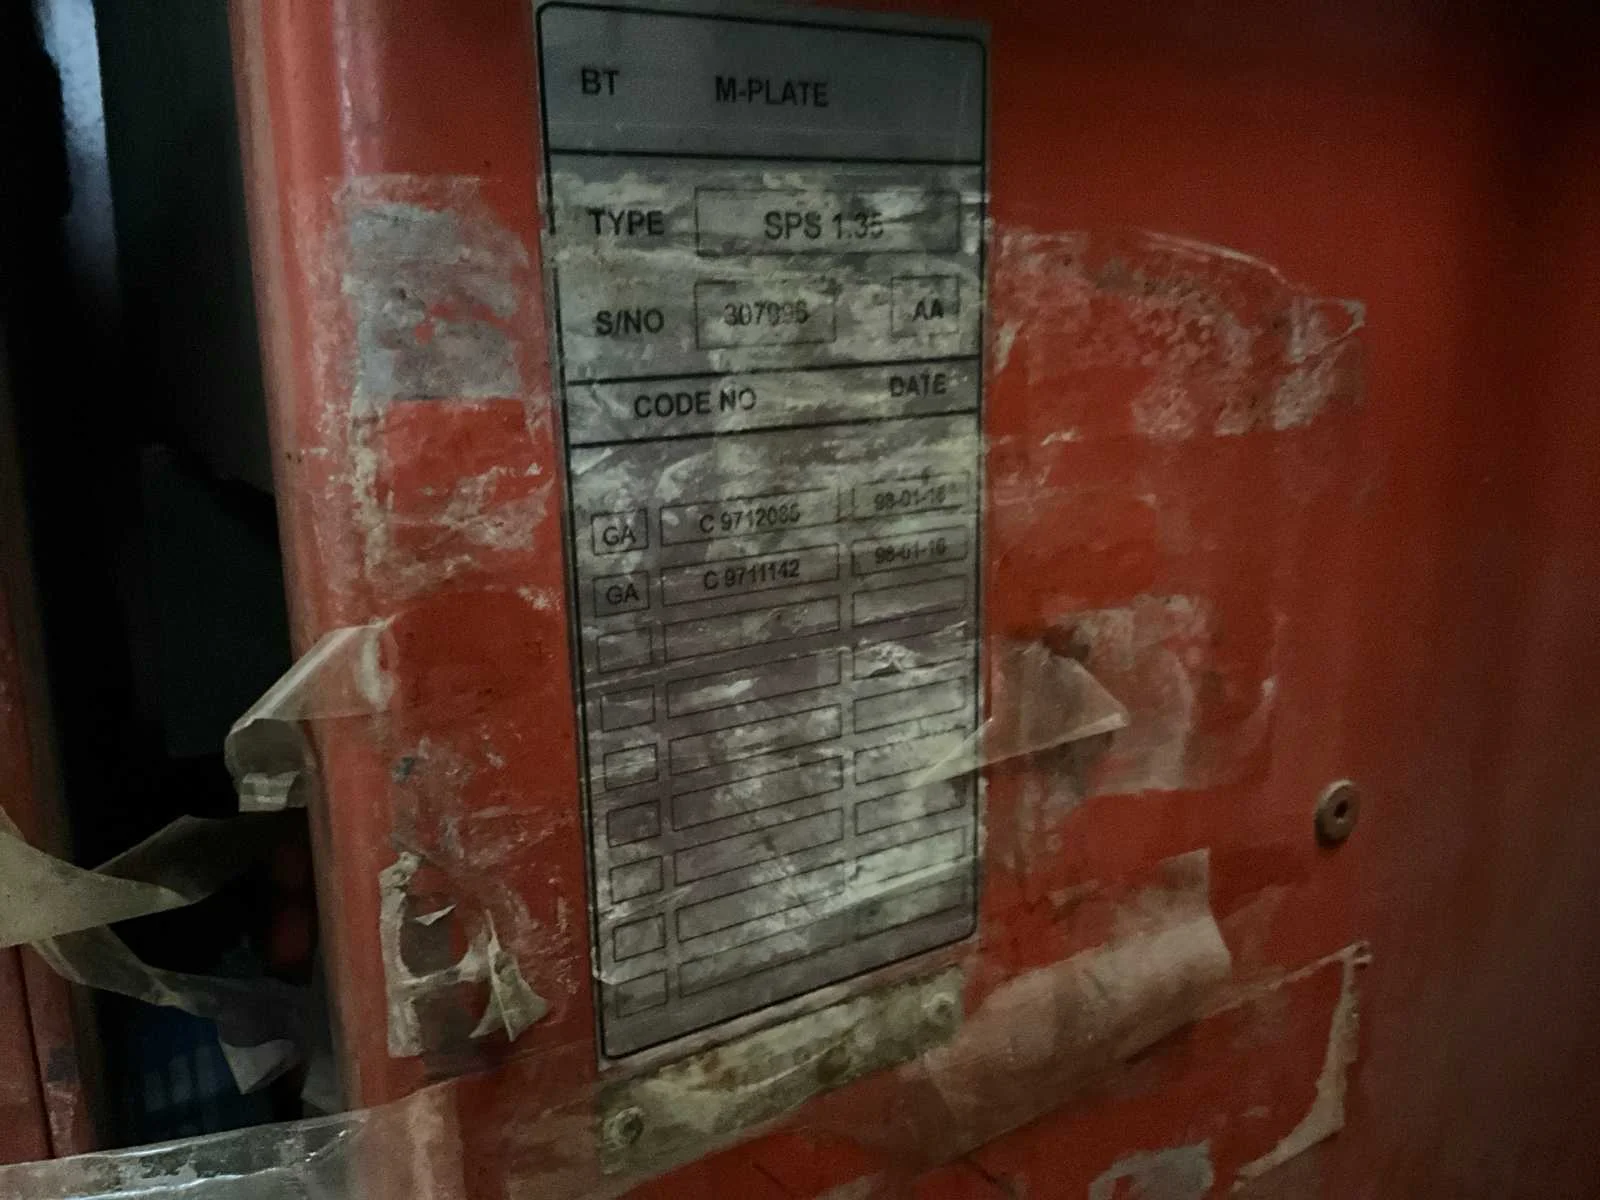 BT M-PLATE
TYPE SPS 1.35
S/NO 307095 AA
CODE NO DATE
GA C 9712085 98-01-16
GA C 9711142 98-01-16